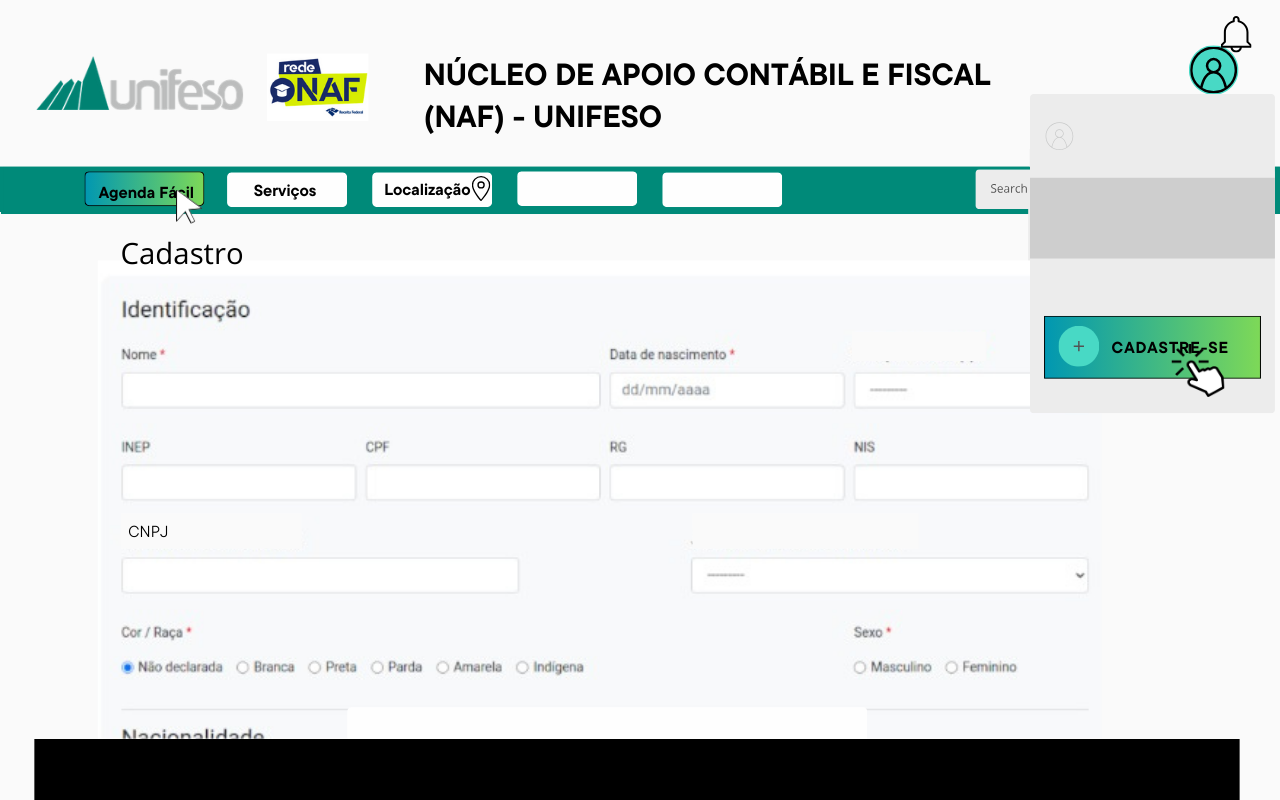 unifeso
rede
NAF
Receita Federal
NÚCLEO DE APOIO CONTÁBIL E FISCAL
(NAF) - UNIFESO
Agenda Fácil
Serviços
Localização
Search
Cadastro
CADASTRE-SE
Identificação
Nome *
Data de nascimento *
dd/mm/aaaa
---------
INEP
CPF
RG
NIS
CNPJ
---------
Cor / Raça *
Sexo *
Não declarada
Branca
Preta
Parda
Amarela
Indígena
Masculino
Feminino
Nacionalidade